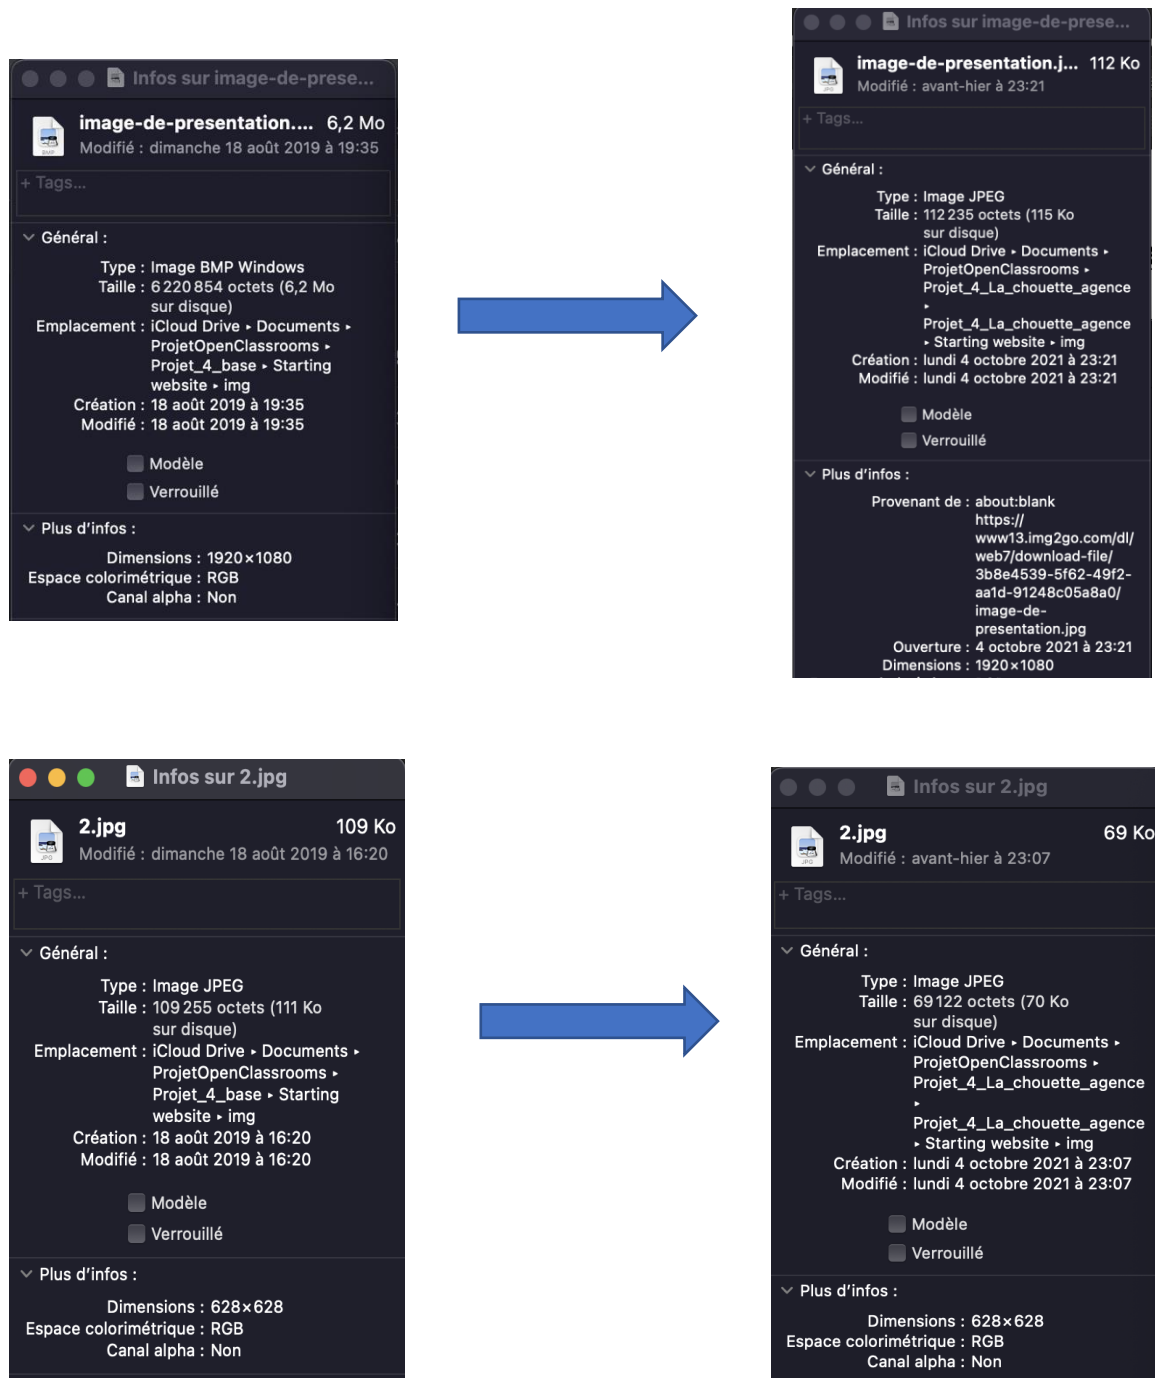 Infos sur image-de-prese...
image-de-presentation.... 6,2 Mo
Modifié : dimanche 18 août 2019 à 19:35
BMP
+ Tags...
Général :
Type : Image BMP Windows
Taille : 6 220 854 octets (6,2 Mo
sur disque)
Emplacement : iCloud Drive ▸ Documents ▸
ProjetOpenClassrooms ▸
Projet_4_base ▸ Starting
website ▸ img
Création : 18 août 2019 à 19:35
Modifié : 18 août 2019 à 19:35
Modèle
Verrouillé
Plus d'infos :
Dimensions : 1920×1080
Espace colorimétrique : RGB
Canal alpha : Non
Infos sur image-de-prese...
image-de-presentation.j... 112 Ko
Modifié : avant-hier à 23:21
JPG
+ Tags...
Général :
Type : Image JPEG
Taille : 112 235 octets (115 Ko
sur disque)
Emplacement : iCloud Drive ▸ Documents ▸
ProjetOpenClassrooms ▸
Projet_4_La_chouette_agence
▸
Projet_4_La_chouette_agence
▸ Starting website ▸ img
Création : lundi 4 octobre 2021 à 23:21
Modifié : lundi 4 octobre 2021 à 23:21
Modèle
Verrouillé
Plus d'infos :
Provenant de : about:blank
https://
www13.img2go.com/dl/
web7/download-file/
3b8e4539-5f62-49f2-
aa1d-91248c05a8a0/
image-de-
presentation.jpg
Ouverture : 4 octobre 2021 à 23:21
Dimensions : 1920×1080
Infos sur 2.jpg
2.jpg 109 Ko
Modifié : dimanche 18 août 2019 à 16:20
JPG
+ Tags...
Général :
Type : Image JPEG
Taille : 109 255 octets (111 Ko
sur disque)
Emplacement : iCloud Drive ▸ Documents ▸
ProjetOpenClassrooms ▸
Projet_4_base ▸ Starting
website ▸ img
Création : 18 août 2019 à 16:20
Modifié : 18 août 2019 à 16:20
Modèle
Verrouillé
Plus d'infos :
Dimensions : 628×628
Espace colorimétrique : RGB
Canal alpha : Non
Infos sur 2.jpg
2.jpg 69 Ko
Modifié : avant-hier à 23:07
JPG
+ Tags...
Général :
Type : Image JPEG
Taille : 69 122 octets (70 Ko
sur disque)
Emplacement : iCloud Drive ▸ Documents ▸
ProjetOpenClassrooms ▸
Projet_4_La_chouette_agence
▸
Projet_4_La_chouette_agence
▸ Starting website ▸ img
Création : lundi 4 octobre 2021 à 23:07
Modifié : lundi 4 octobre 2021 à 23:07
Modèle
Verrouillé
Plus d'infos :
Dimensions : 628×628
Espace colorimétrique : RGB
Canal alpha : Non